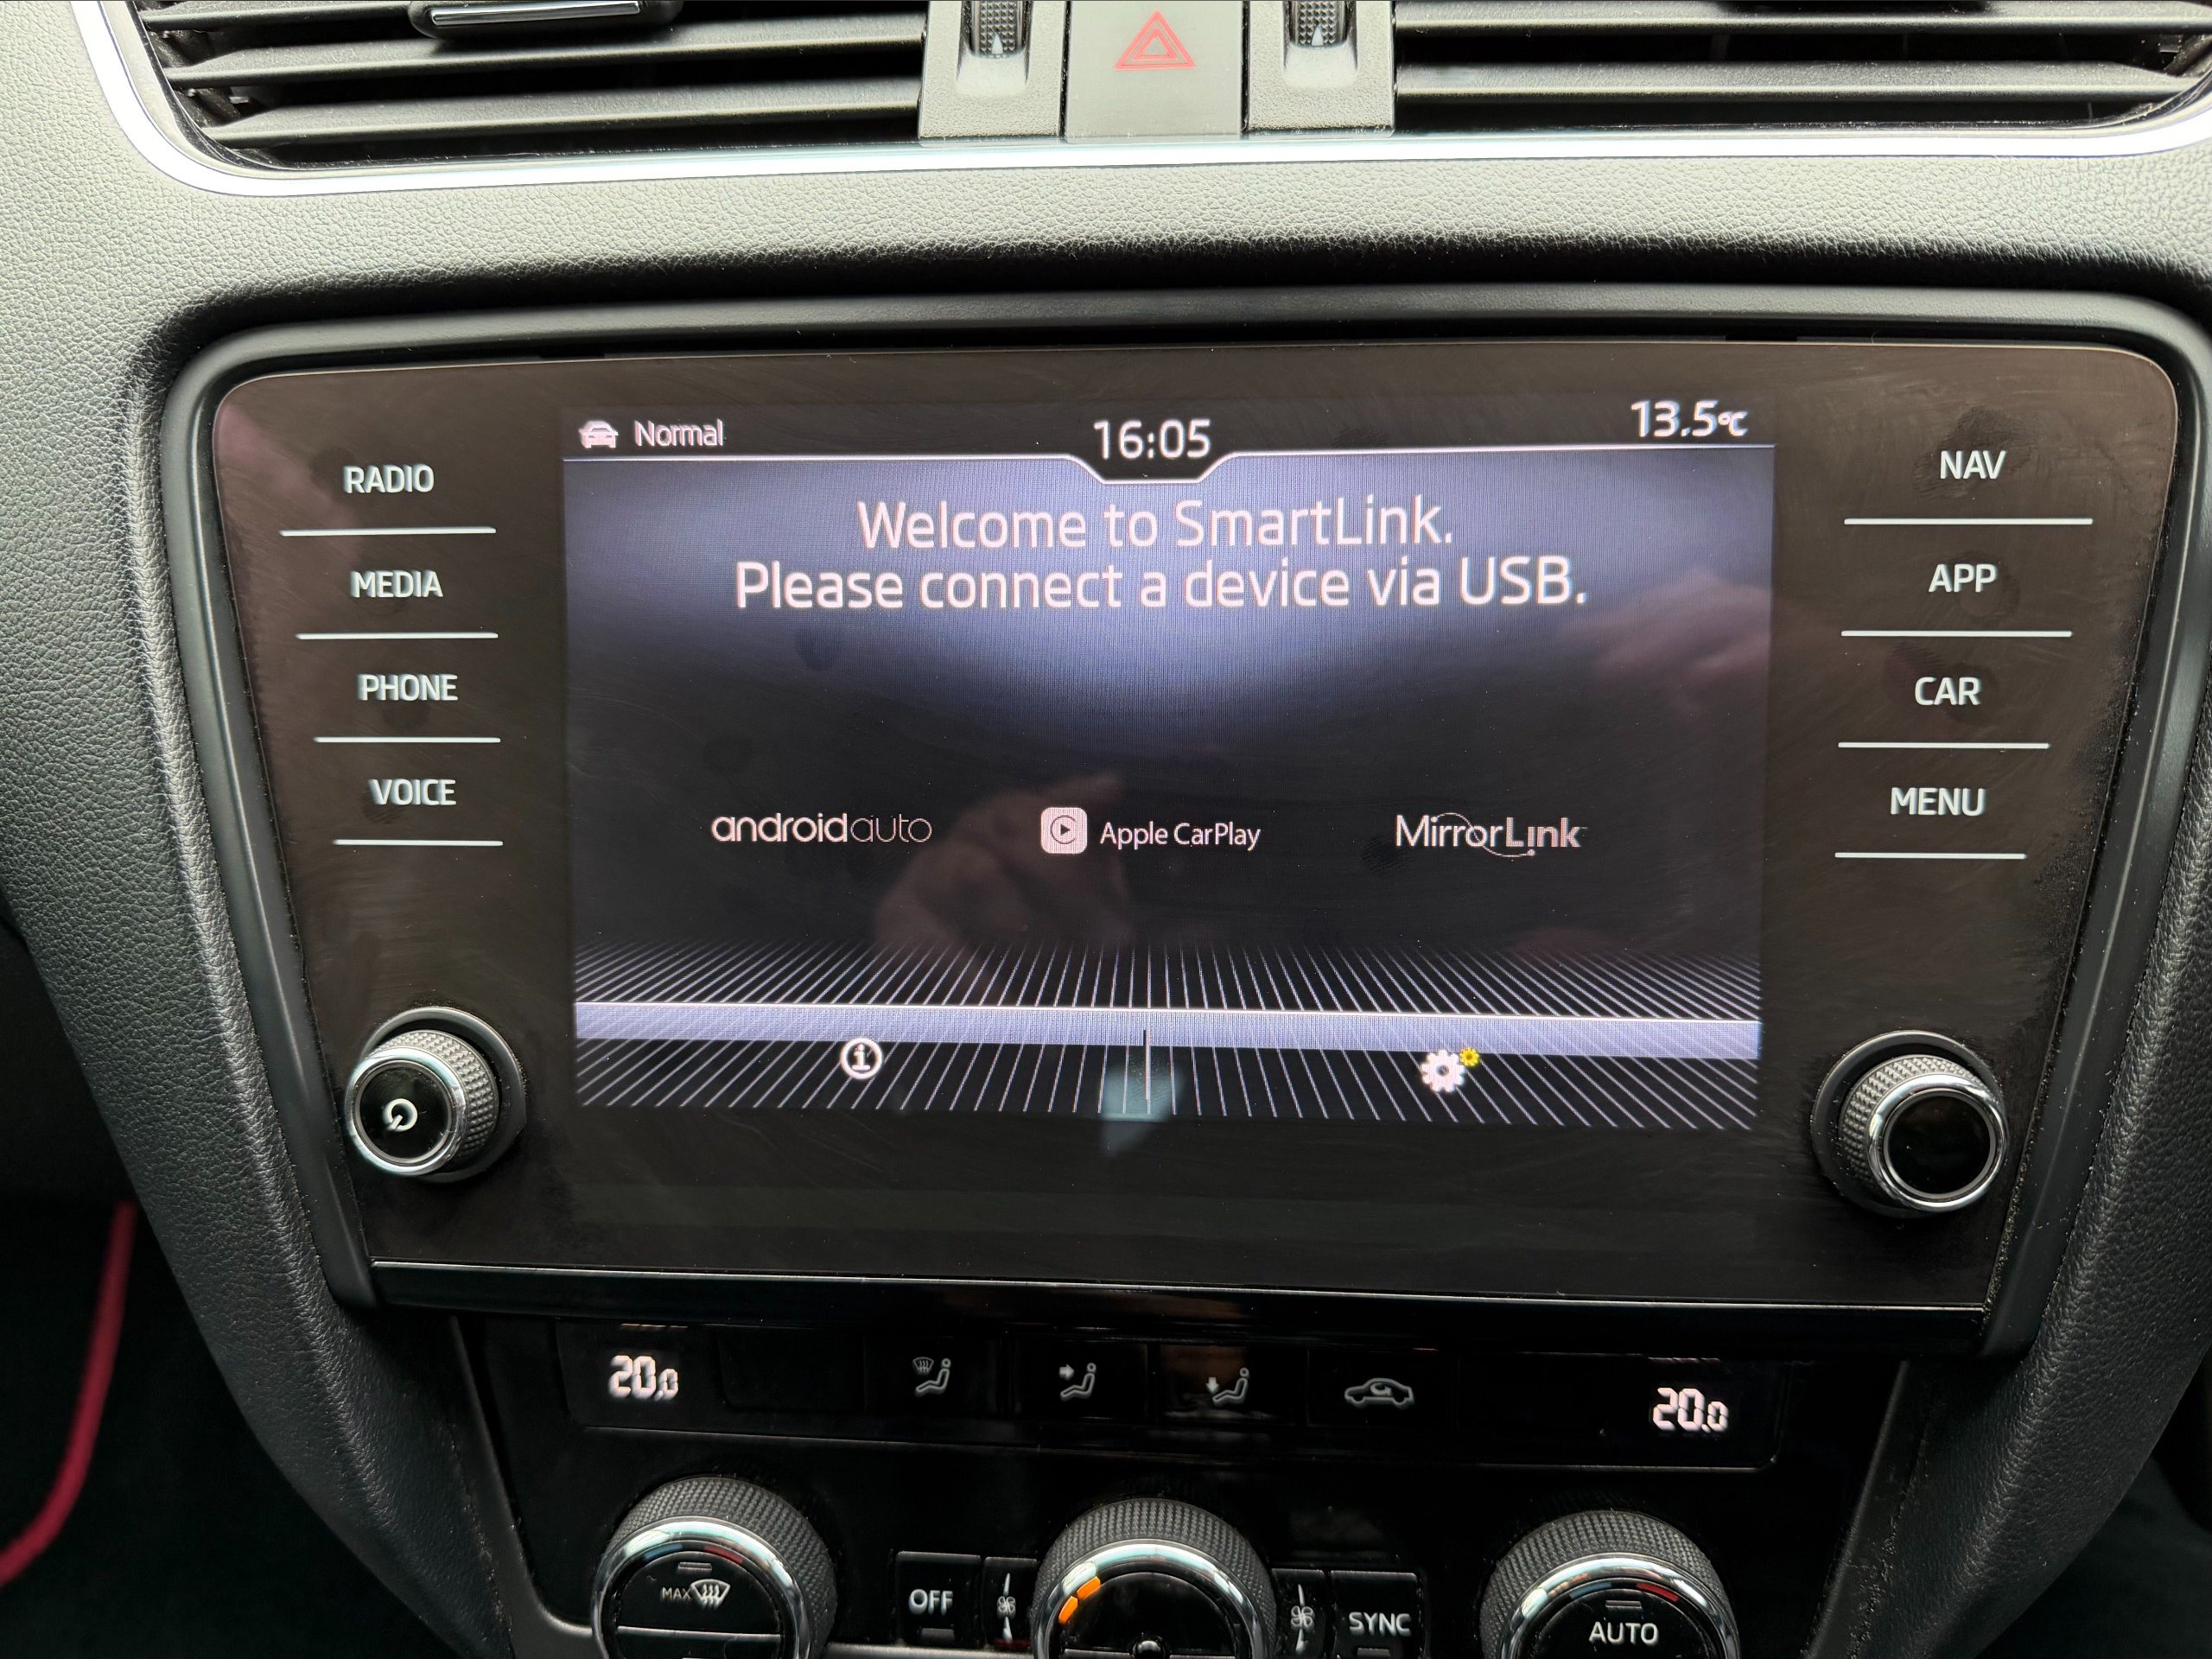 Normal
16:05
13.5°C
RADIO
MEDIA
PHONE
VOICE
Welcome to SmartLink.
Please connect a device via USB.
androidauto
Apple CarPlay
MirrorLink
NAV
APP
CAR
MENU
20,0
20.0
MAX
OFF
SYNC
AUTO